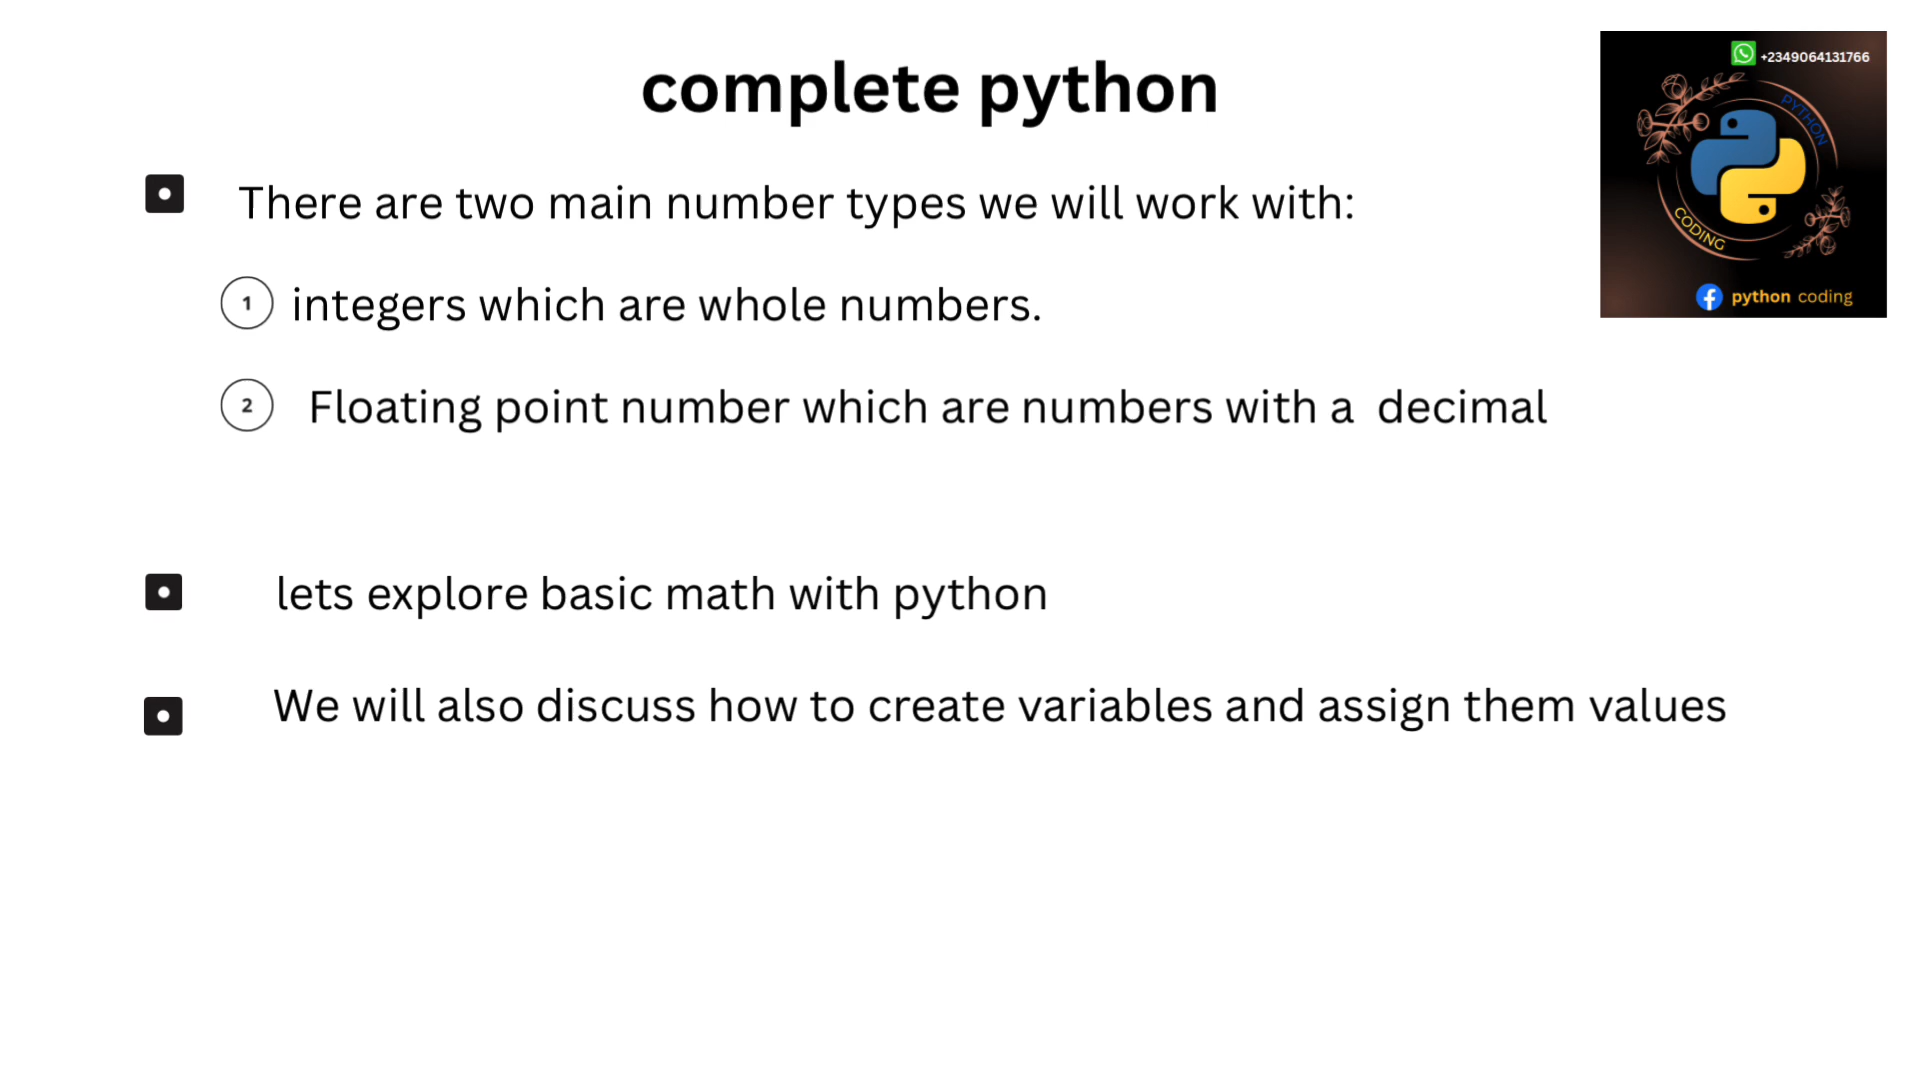 complete python
+2349064131766
PYTHON
CODING
python coding
There are two main number types we will work with:
1 integers which are whole numbers.
2 Floating point number which are numbers with a decimal
lets explore basic math with python
We will also discuss how to create variables and assign them values